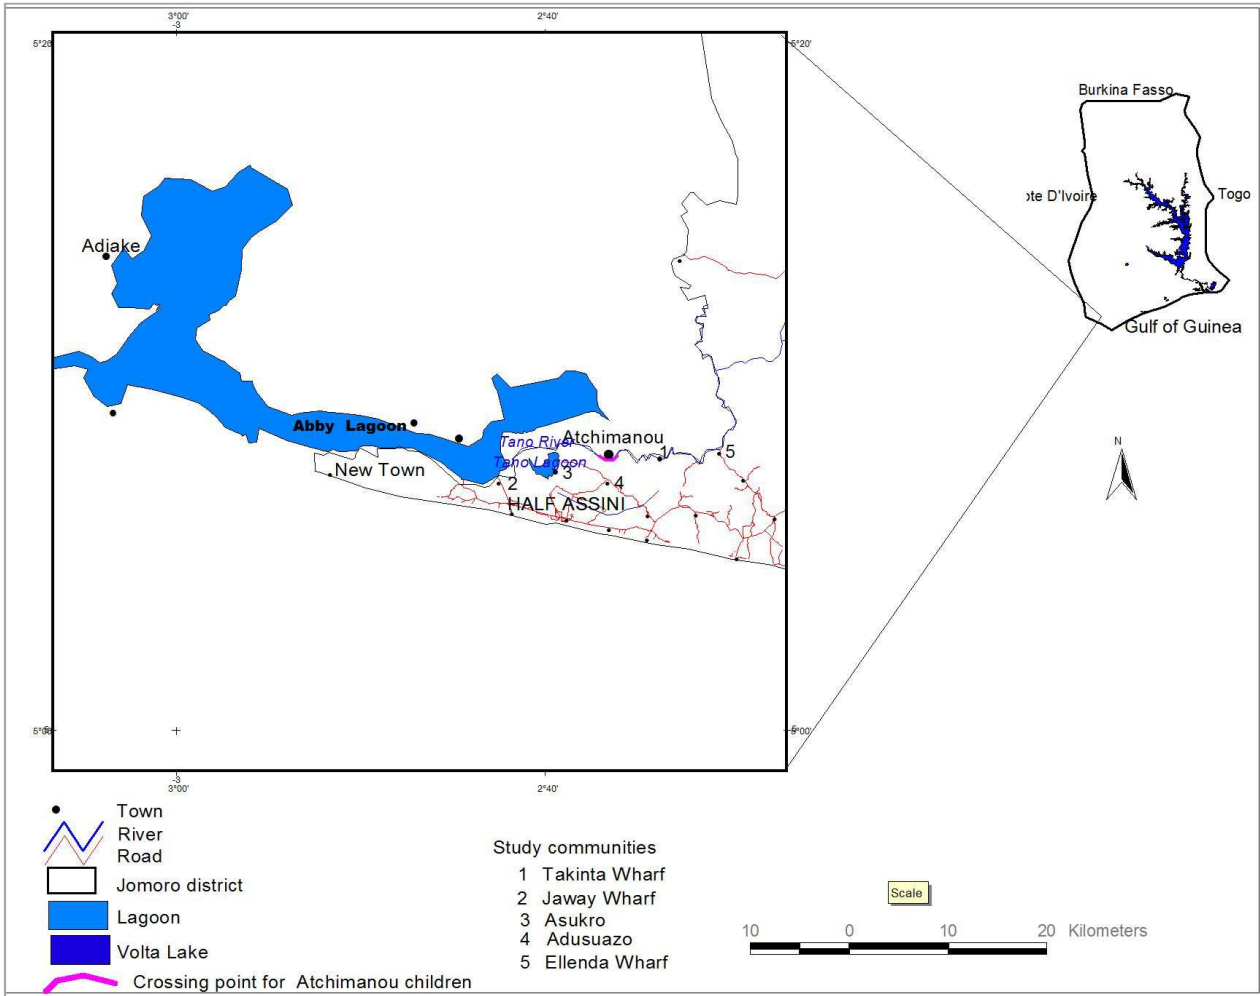 3°00'
-3
2°40'
5°20'
5°20'
Burkina Fasso
ote D'Ivoire
Togo
Gulf of Guinea
Adiake
Abby Lagoon
Atchimanou
Tano River
Tano Lagoon
1
5
New Town
2
3
4
HALF ASSINI
N
5°00'
5°00'
-3
3°00'
2°40'
Town
River
Road
Jomoro district
Lagoon
Volta Lake
Crossing point for Atchimanou children
Study communities
1 Takinta Wharf
2 Jaway Wharf
3 Asukro
4 Adusuazo
5 Ellenda Wharf
Scale
10 0 10 20 Kilometers